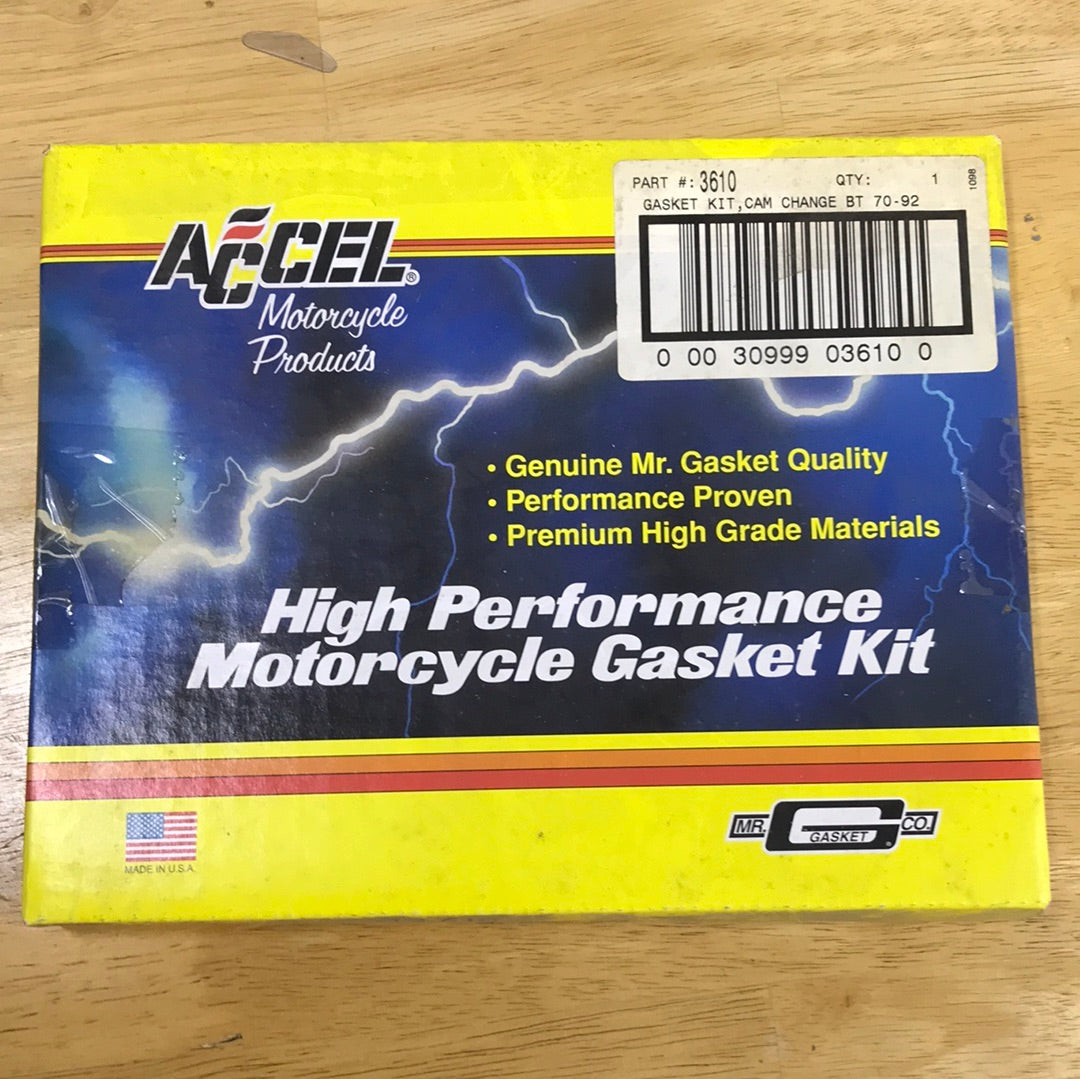 PART #: 3610 QTY: 1
1098
GASKET KIT,CAM CHANGE BT 70-92
0 00 30999 03610 0
ACCEL®
Motorcycle
Products
• Genuine Mr. Gasket Quality
• Performance Proven
• Premium High Grade Materials
High Performance
Motorcycle Gasket Kit
MADE IN U.S.A.
MR. GASKET CO.